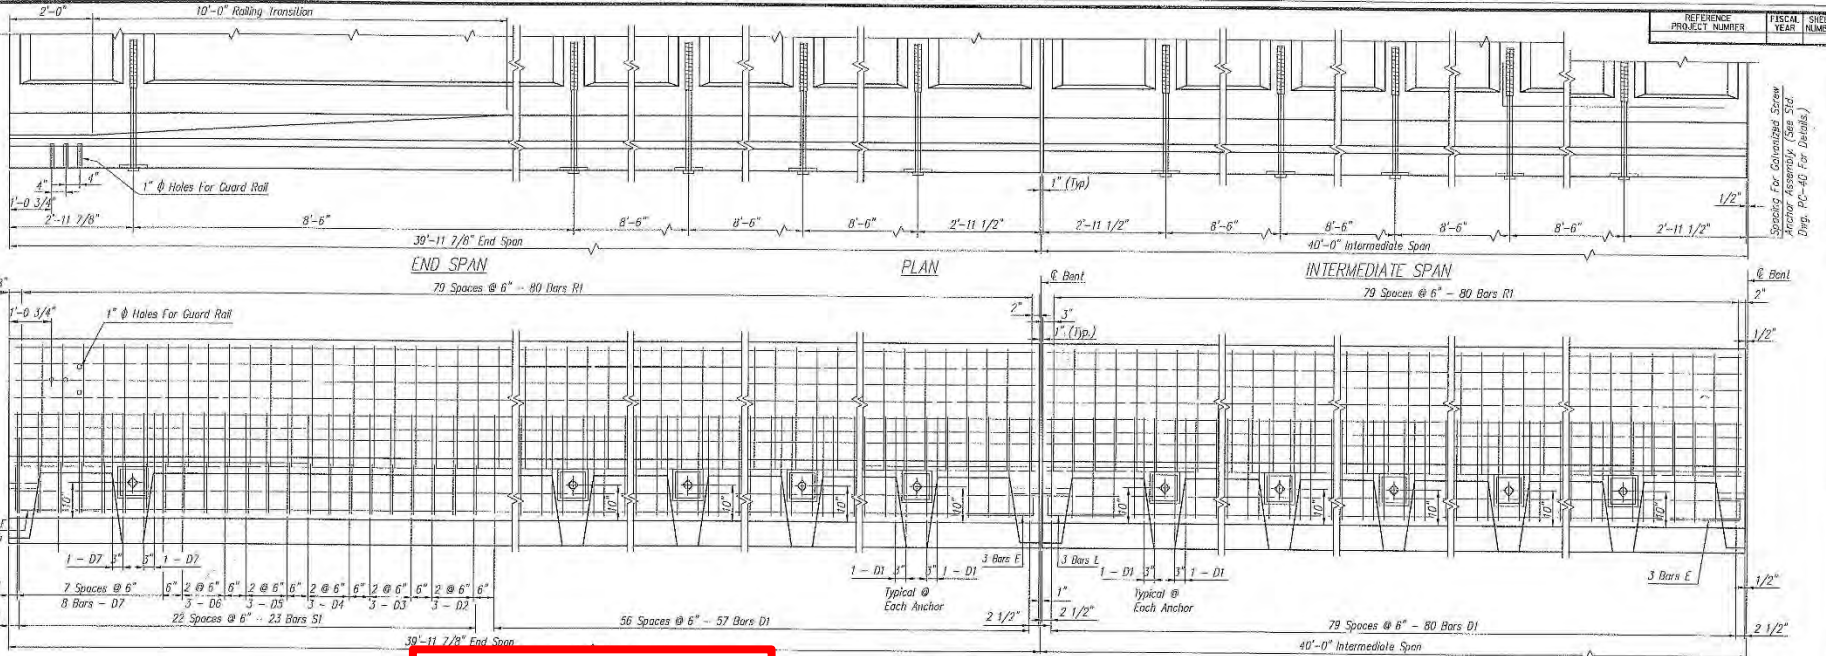 2'-0"
10'-0" Railing Transition
REFERENCE PROJECT NUMBER
FISCAL YEAR
1" ϕ Holes For Guard Rail
4"
4"
1'-0 3/4"
1" (Typ)
1/2"
Spacing For Galvanized Screw
Anchor Assembly. (See Std.
Dwg. PC-40 For Details.)
2'-11 7/8"
8'-6"
8'-6"
8'-6"
8'-6"
2'-11 1/2"
2'-11 1/2"
8'-6"
8'-6"
8'-6"
8'-6"
2'-11 1/2"
39'-11 7/8" End Span
40'-0" Intermediate Span
END SPAN
PLAN
INTERMEDIATE SPAN
℄ Bent
℄ Bent
79 Spaces @ 6" - 80 Bars R1
79 Spaces @ 6" - 80 Bars R1
1'-0 3/4"
1" ϕ Holes For Guard Rail
2"
3"
2"
1" (Typ.)
1/2"
10"
10"
10"
10"
10"
10"
10"
10"
10"
10"
1 - D7
3"
3"
1 - D7
1 - D1
3"
3"
1 - D1
3 Bars E
3 Bars E
1 - D1
3"
3"
1 - D1
3 Bars E
7 Spaces @ 6"
6"
2 @ 6"
6"
2 @ 6"
6"
2 @ 6"
6"
2 @ 6"
6"
2 @ 6"
6"
8 Bars - D7
3 - D6
3 - D5
3 - D4
3 - D3
3 - D2
Typical @
Each Anchor
1"
Typical @
Each Anchor
1/2"
22 Spaces @ 6" - 23 Bars S1
56 Spaces @ 6" - 57 Bars D1
2 1/2"
2 1/2"
79 Spaces @ 6" - 80 Bars D1
2 1/2"
39'-11 7/8" End Span
40'-0" Intermediate Span